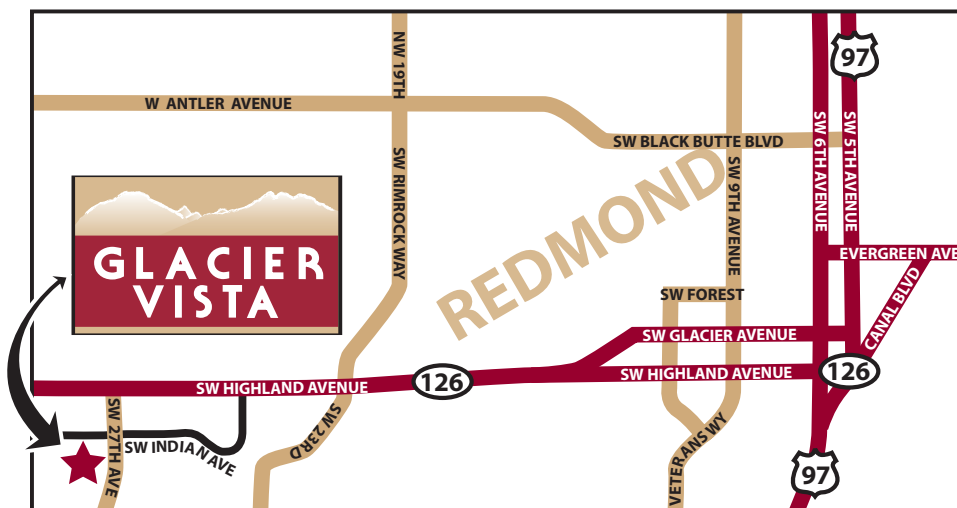 NW 19TH
97
W ANTLER AVENUE
SW BLACK BUTTE BLVD
SW 6TH AVENUE
SW 5TH AVENUE
SW RIMROCK WAY
SW 9TH AVENUE
REDMOND
GLACIER
VISTA
EVERGREEN AVE
CANAL BLVD
SW FOREST
SW GLACIER AVENUE
SW HIGHLAND AVENUE
126
SW HIGHLAND AVENUE
126
SW 27TH AVE
SW INDIAN AVE
SW 23RD
VETERANS WY
97